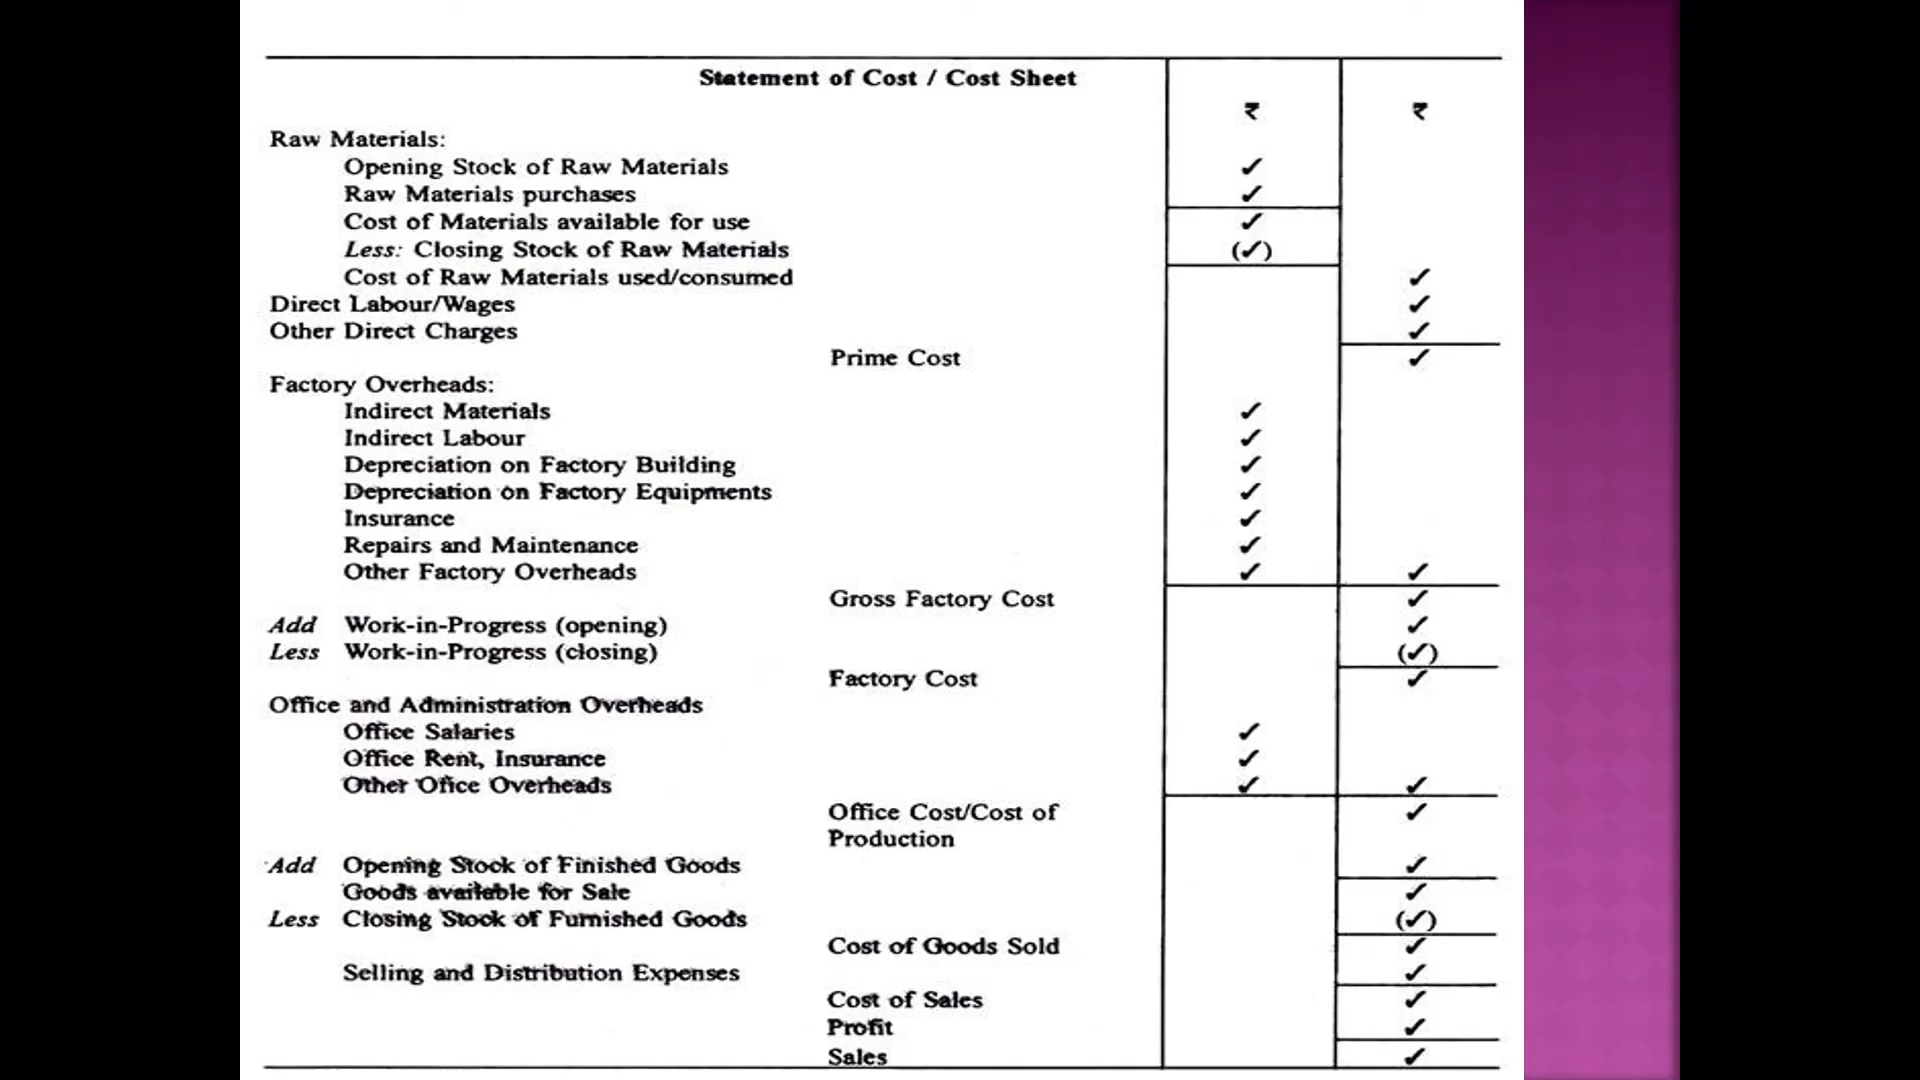 Statement of Cost / Cost Sheet
₹ ₹
Raw Materials:
Opening Stock of Raw Materials ✓
Raw Materials purchases ✓
Cost of Materials available for use ✓
Less: Closing Stock of Raw Materials (✓)
Cost of Raw Materials used/consumed ✓
Direct Labour/Wages ✓
Other Direct Charges ✓
Prime Cost ✓
Factory Overheads:
Indirect Materials ✓
Indirect Labour ✓
Depreciation on Factory Building ✓
Depreciation on Factory Equipments ✓
Insurance ✓
Repairs and Maintenance ✓
Other Factory Overheads ✓ ✓
Gross Factory Cost ✓
Add Work-in-Progress (opening) ✓
Less Work-in-Progress (closing) (✓)
Factory Cost ✓
Office and Administration Overheads
Office Salaries ✓
Office Rent, Insurance ✓
Other Ofice Overheads ✓ ✓
Office Cost/Cost of ✓
Production
Add Opening Stock of Finished Goods ✓
Goods available for Sale ✓
Less Closing Stock of Furnished Goods (✓)
Cost of Goods Sold ✓
Selling and Distribution Expenses ✓
Cost of Sales ✓
Profit ✓
Sales ✓